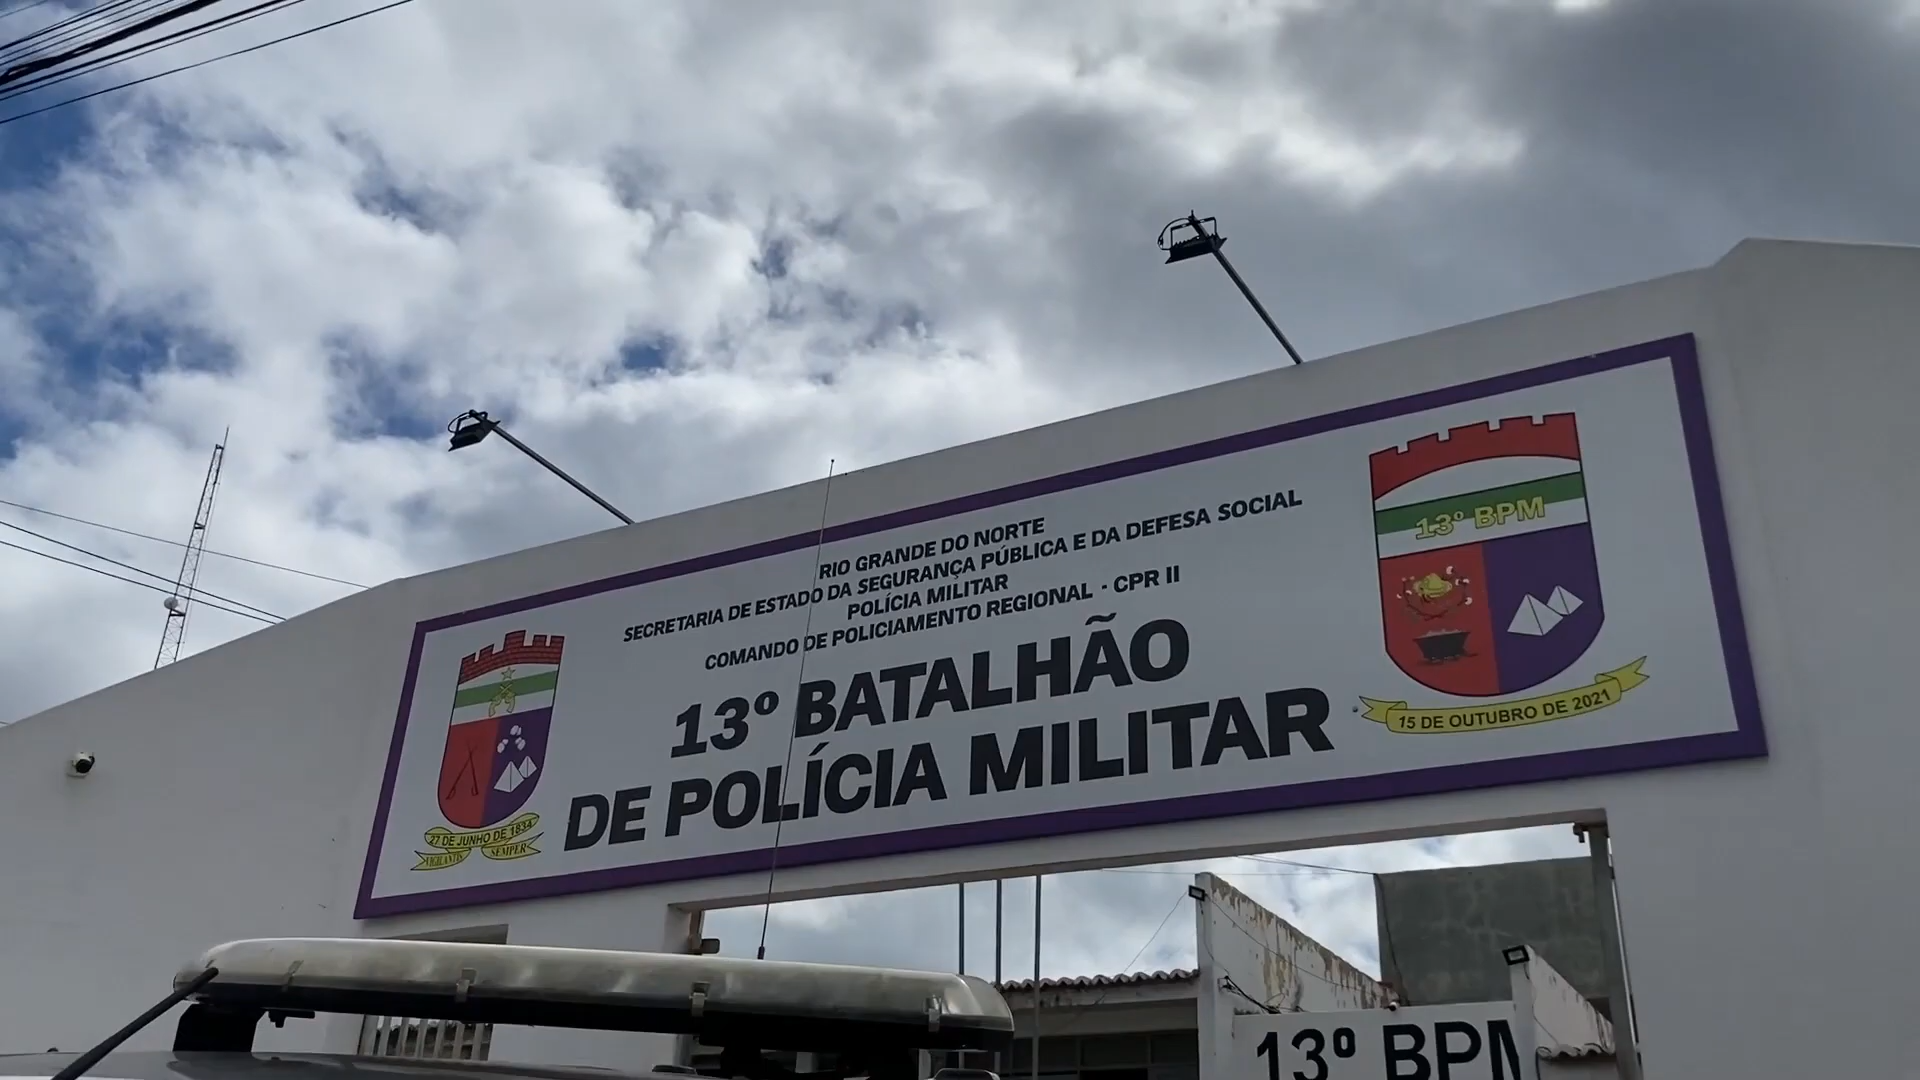 RIO GRANDE DO NORTE
SECRETARIA DE ESTADO DA SEGURANÇA PÚBLICA E DA DEFESA SOCIAL
POLÍCIA MILITAR
COMANDO DE POLICIAMENTO REGIONAL - CPR II
13º BATALHÃO
DE POLÍCIA MILITAR
27 DE JUNHO DE 1834
VIGILANTIS SEMPER
13º BPM
15 DE OUTUBRO DE 2021
13º BPM